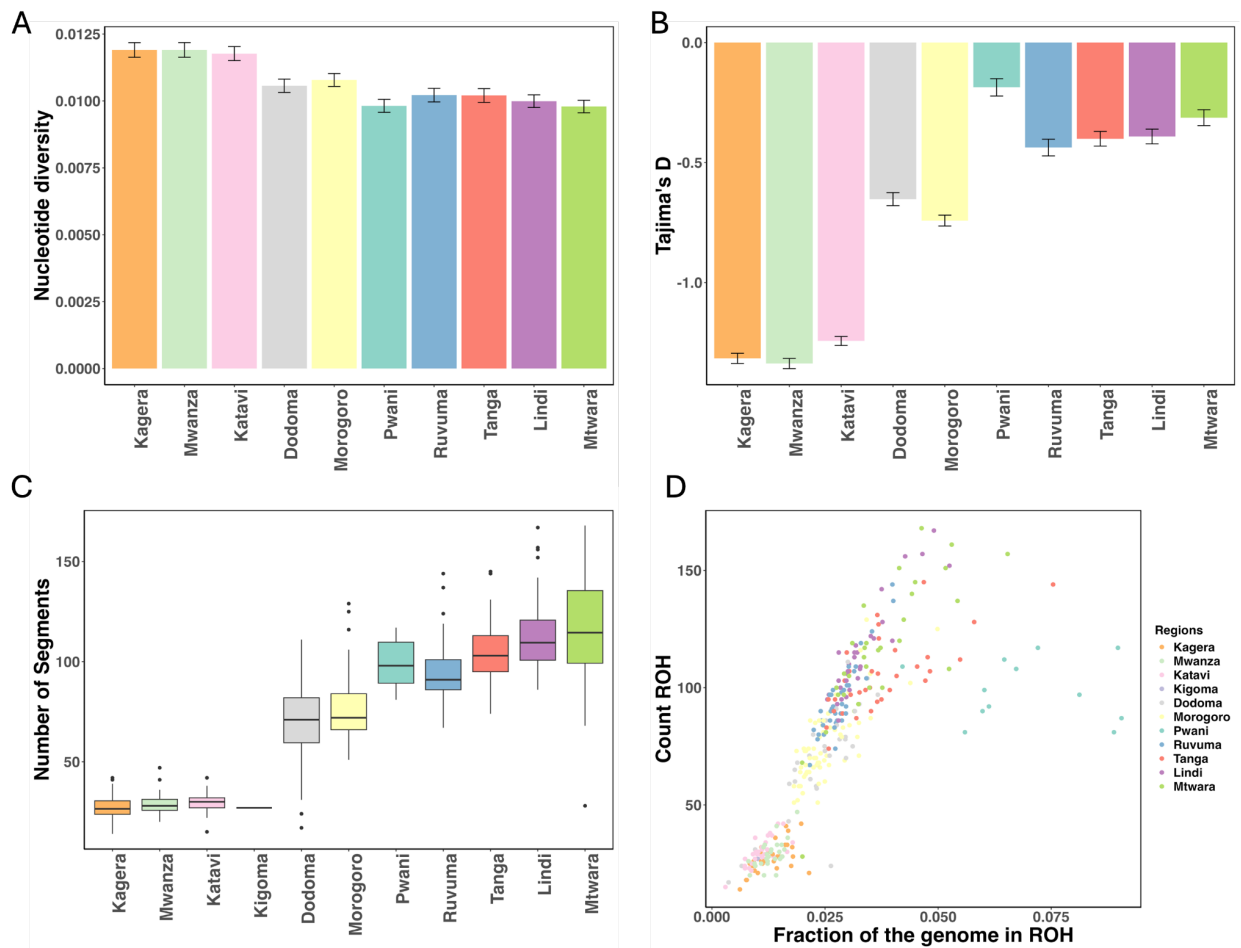 A
Nucleotide diversity
0.0125
0.0100
0.0075
0.0050
0.0025
0.0000
Kagera
Mwanza
Katavi
Dodoma
Morogoro
Pwani
Ruvuma
Tanga
Lindi
Mtwara
B
Tajima's D
0.0
-0.5
-1.0
Kagera
Mwanza
Katavi
Dodoma
Morogoro
Pwani
Ruvuma
Tanga
Lindi
Mtwara
C
Number of Segments
150
100
50
Kagera
Mwanza
Katavi
Kigoma
Dodoma
Morogoro
Pwani
Ruvuma
Tanga
Lindi
Mtwara
D
Count ROH
150
100
50
0
0.000
0.025
0.050
0.075
Fraction of the genome in ROH
Regions
Kagera
Mwanza
Katavi
Kigoma
Dodoma
Morogoro
Pwani
Ruvuma
Tanga
Lindi
Mtwara